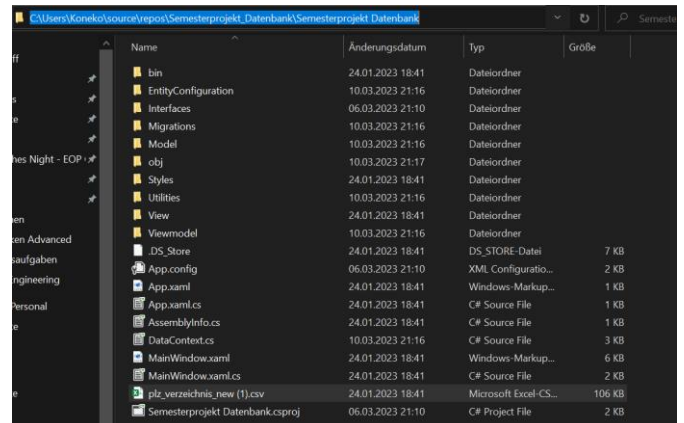 C:\Users\Koneko\source\repos\Semesterprojekt_Datenbank\Semesterprojekt Datenbank
Semeste
Name Änderungsdatum Typ Größe
bin 24.01.2023 18:41 Dateiordner
EntityConfiguration 10.03.2023 21:16 Dateiordner
Interfaces 06.03.2023 21:10 Dateiordner
Migrations 10.03.2023 21:16 Dateiordner
Model 10.03.2023 21:16 Dateiordner
obj 10.03.2023 21:17 Dateiordner
Styles 24.01.2023 18:41 Dateiordner
Utilities 10.03.2023 21:16 Dateiordner
View 24.01.2023 18:41 Dateiordner
Viewmodel 10.03.2023 21:16 Dateiordner
.DS_Store 24.01.2023 18:41 DS_STORE-Datei 7 KB
App.config 06.03.2023 21:10 XML Configuratio... 2 KB
App.xaml 24.01.2023 18:41 Windows-Markup... 1 KB
App.xaml.cs 24.01.2023 18:41 C# Source File 1 KB
AssemblyInfo.cs 24.01.2023 18:41 C# Source File 1 KB
DataContext.cs 10.03.2023 21:16 C# Source File 3 KB
MainWindow.xaml 24.01.2023 18:41 Windows-Markup... 6 KB
MainWindow.xaml.cs 24.01.2023 18:41 C# Source File 2 KB
plz_verzeichnis_new (1).csv 24.01.2023 18:41 Microsoft Excel-CS... 106 KB
Semesterprojekt Datenbank.csproj 06.03.2023 21:10 C# Project File 2 KB
ff
s
te
hes Night - EOP
en
ken Advanced
saufgaben
ngineering
Personal
te
e